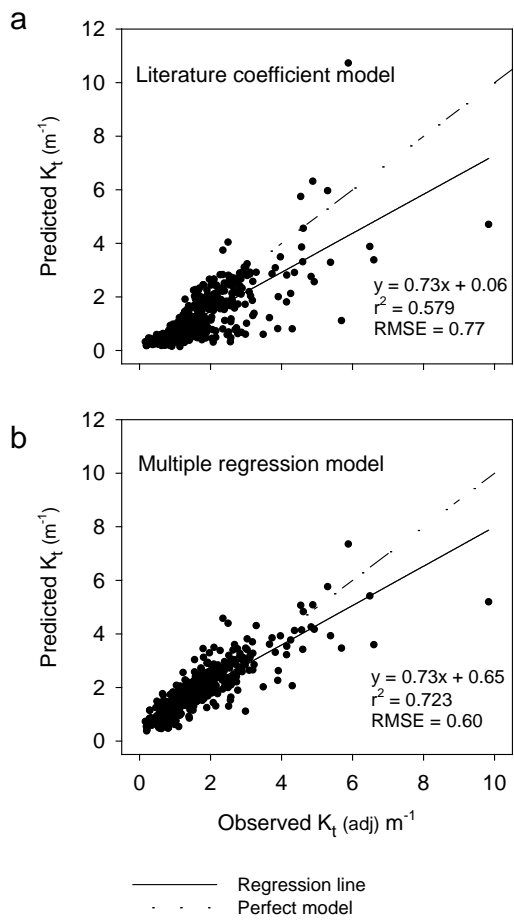 a
12
Literature coefficient model
10
8
6
4
2
0
Predicted K_t (m⁻¹)
y = 0.73x + 0.06
r² = 0.579
RMSE = 0.77
b
12
Multiple regression model
10
8
6
4
2
0
Predicted K_t (m⁻¹)
y = 0.73x + 0.65
r² = 0.723
RMSE = 0.60
0 2 4 6 8 10
Observed K_t (adj) m⁻¹
Regression line
Perfect model